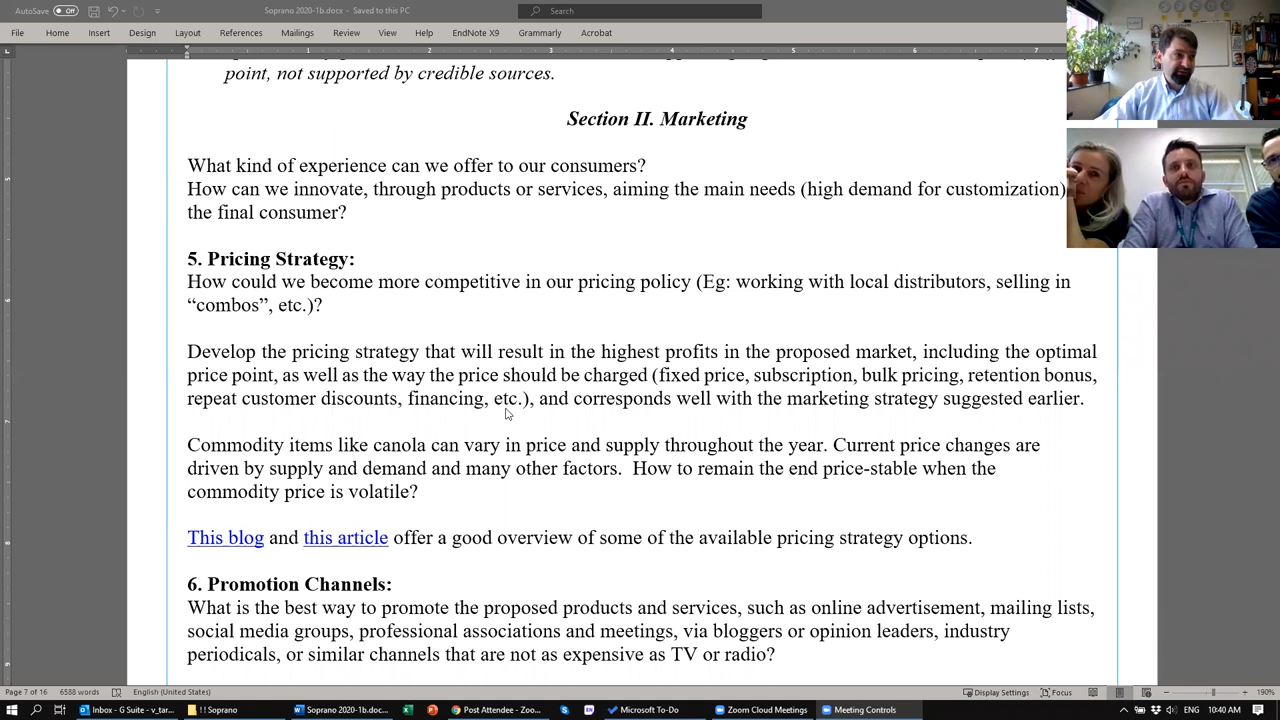 AutoSave Off
Soprano 2020-1b.docx - Saved to this PC
Search
File Home Insert Design Layout References Mailings Review View Help EndNote X9 Grammarly Acrobat
1 2 3 4 5 6 7
point, not supported by credible sources.
Section II. Marketing
What kind of experience can we offer to our consumers?
How can we innovate, through products or services, aiming the main needs (high demand for customization)
the final consumer?
5. Pricing Strategy:
How could we become more competitive in our pricing policy (Eg: working with local distributors, selling in
“combos”, etc.)?
Develop the pricing strategy that will result in the highest profits in the proposed market, including the optimal
price point, as well as the way the price should be charged (fixed price, subscription, bulk pricing, retention bonus,
repeat customer discounts, financing, etc.), and corresponds well with the marketing strategy suggested earlier.
Commodity items like canola can vary in price and supply throughout the year. Current price changes are
driven by supply and demand and many other factors. How to remain the end price-stable when the
commodity price is volatile?
This blog and this article offer a good overview of some of the available pricing strategy options.
6. Promotion Channels:
What is the best way to promote the proposed products and services, such as online advertisement, mailing lists,
social media groups, professional associations and meetings, via bloggers or opinion leaders, industry
periodicals, or similar channels that are not as expensive as TV or radio?
Page 7 of 16 6588 words English (United States) Display Settings Focus 190%
Inbox - G Suite - v_tar... ! ! Soprano Soprano 2020-1b.do... Post Attendee - Zoo... Microsoft To-Do Zoom Cloud Meetings Meeting Controls 10:40 AM